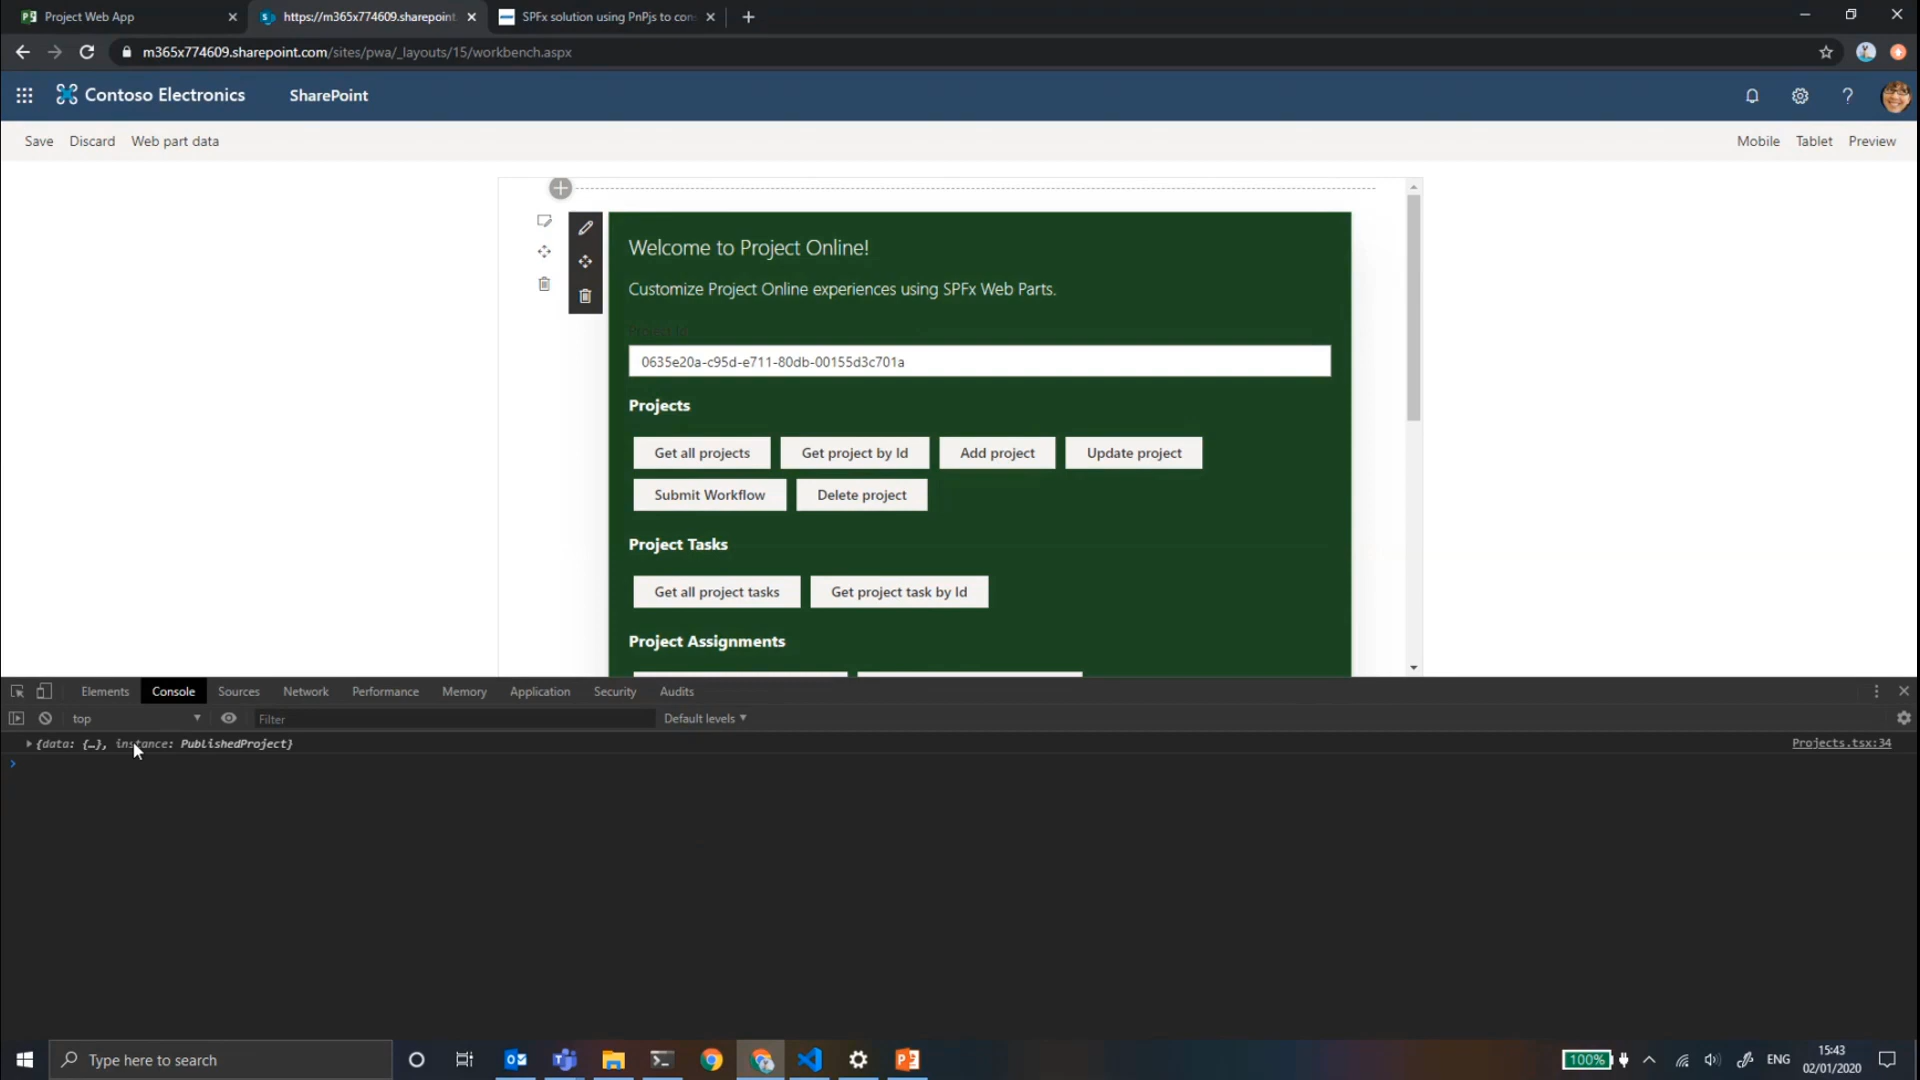 Project Web App
https://m365x774609.sharepoint.
SPFx solution using PnPjs to con
m365x774609.sharepoint.com/sites/pwa/_layouts/15/workbench.aspx
Contoso Electronics
SharePoint
Save
Discard
Web part data
Mobile
Tablet
Preview
Welcome to Project Online!
Customize Project Online experiences using SPFx Web Parts.
Project Id
0635e20a-c95d-e711-80db-00155d3c701a
Projects
Get all projects
Get project by Id
Add project
Update project
Submit Workflow
Delete project
Project Tasks
Get all project tasks
Get project task by Id
Project Assignments
Elements
Console
Sources
Network
Performance
Memory
Application
Security
Audits
top
Filter
Default levels
{data: {…}, instance: PublishedProject}
Projects.tsx:34
Type here to search
100%
ENG
15:43
02/01/2020